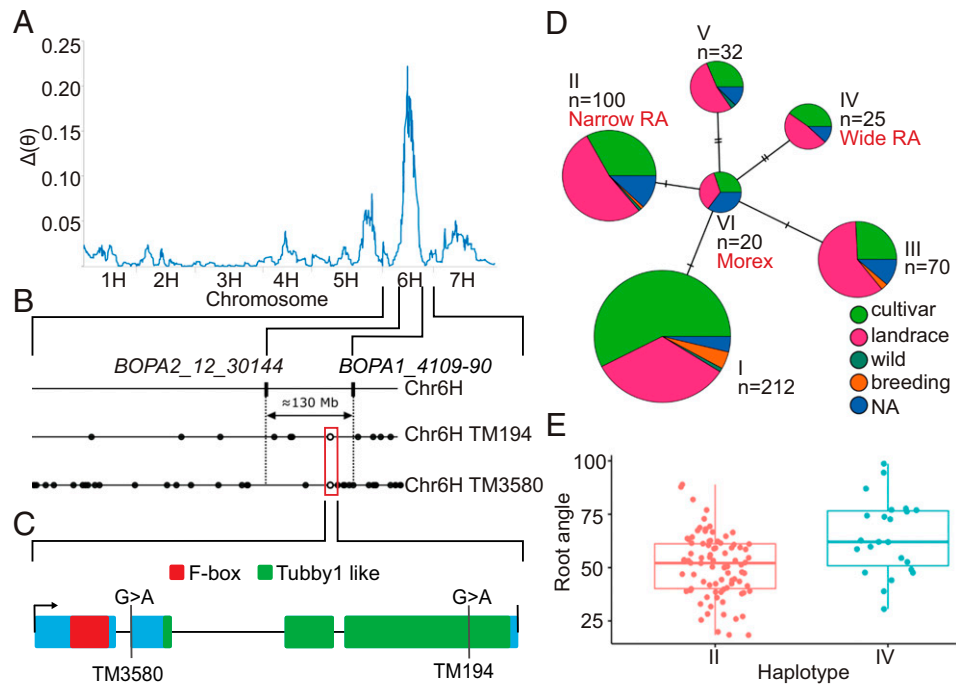 A
0.25
0.20
0.15
0.10
0.05
Δ(θ)
1H 2H 3H 4H 5H 6H 7H
Chromosome
B
BOPA2_12_30144
BOPA1_4109-90
Chr6H
≈130 Mb
Chr6H TM194
Chr6H TM3580
C
F-box
Tubby1 like
G>A
G>A
TM3580
TM194
D
V
n=32
II
n=100
Narrow RA
IV
n=25
Wide RA
VI
n=20
Morex
III
n=70
I
n=212
cultivar
landrace
wild
breeding
NA
E
100
75
50
25
Root angle
II
IV
Haplotype